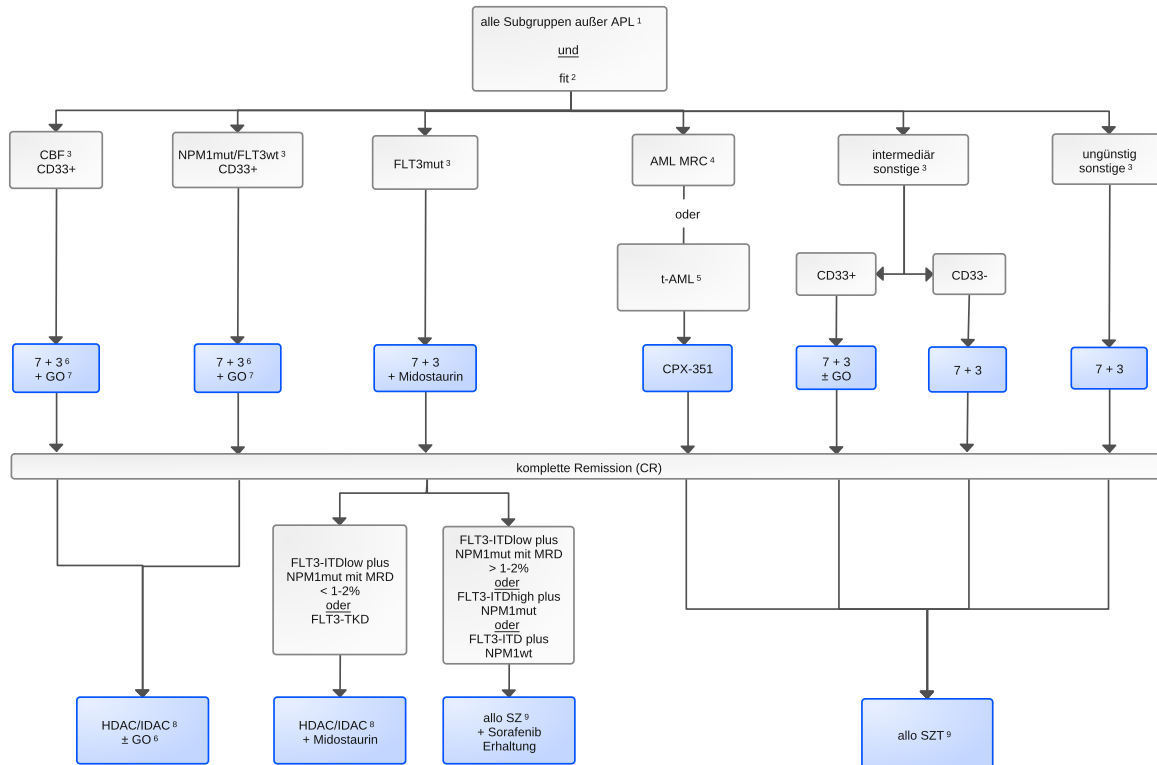 alle Subgruppen außer APL 1
und
fit 2
CBF 3
CD33+
NPM1mut/FLT3wt 3
CD33+
FLT3mut 3
AML MRC 4
intermediär
sonstige 3
ungünstig
sonstige 3
oder
t-AML 5
CD33+
CD33-
7 + 3 6
+ GO 7
7 + 3 6
+ GO 7
7 + 3
+ Midostaurin
CPX-351
7 + 3
± GO
7 + 3
7 + 3
komplette Remission (CR)
FLT3-ITDlow plus
NPM1mut mit MRD
< 1-2%
oder
FLT3-TKD
FLT3-ITDlow plus
NPM1mut mit MRD
> 1-2%
oder
FLT3-ITDhigh plus
NPM1mut
oder
FLT3-ITD plus
NPM1wt
HDAC/IDAC 8
± GO 6
HDAC/IDAC 8
+ Midostaurin
allo SZ 9
+ Sorafenib
Erhaltung
allo SZT 9